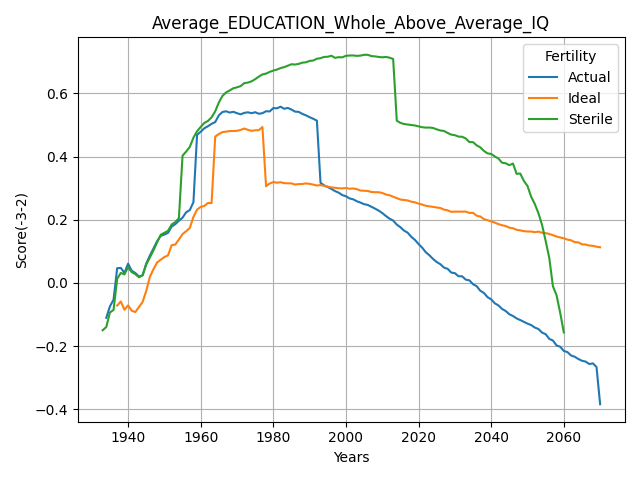 Average_EDUCATION_Whole_Above_Average_IQ
Fertility
Actual
Ideal
Sterile
Score(-3-2)
0.6
0.4
0.2
0.0
−0.2
−0.4
1940 1960 1980 2000 2020 2040 2060
Years